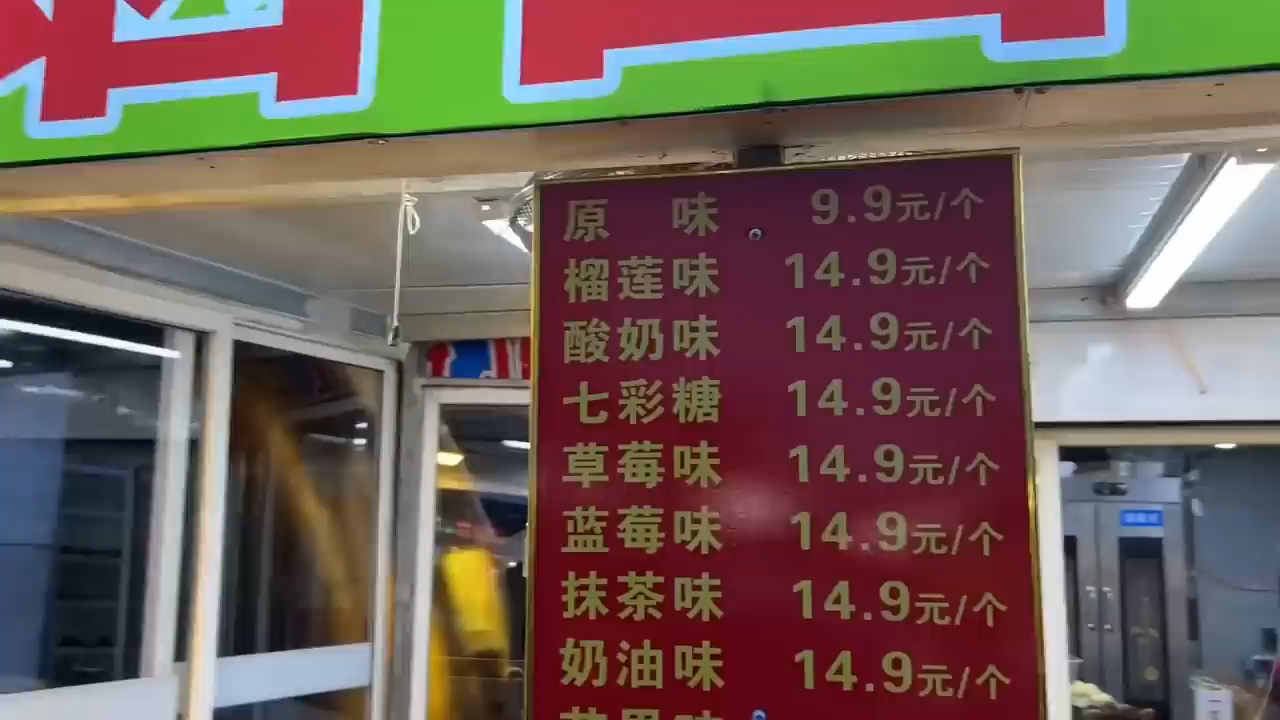 原 味 9.9元/个
榴莲味 14.9元/个
酸奶味 14.9元/个
七彩糖 14.9元/个
草莓味 14.9元/个
蓝莓味 14.9元/个
抹茶味 14.9元/个
奶油味 14.9元/个